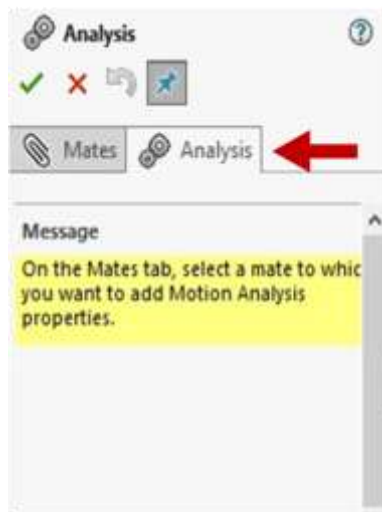 Analysis
Mates
Analysis
Message
On the Mates tab, select a mate to whic
you want to add Motion Analysis
properties.